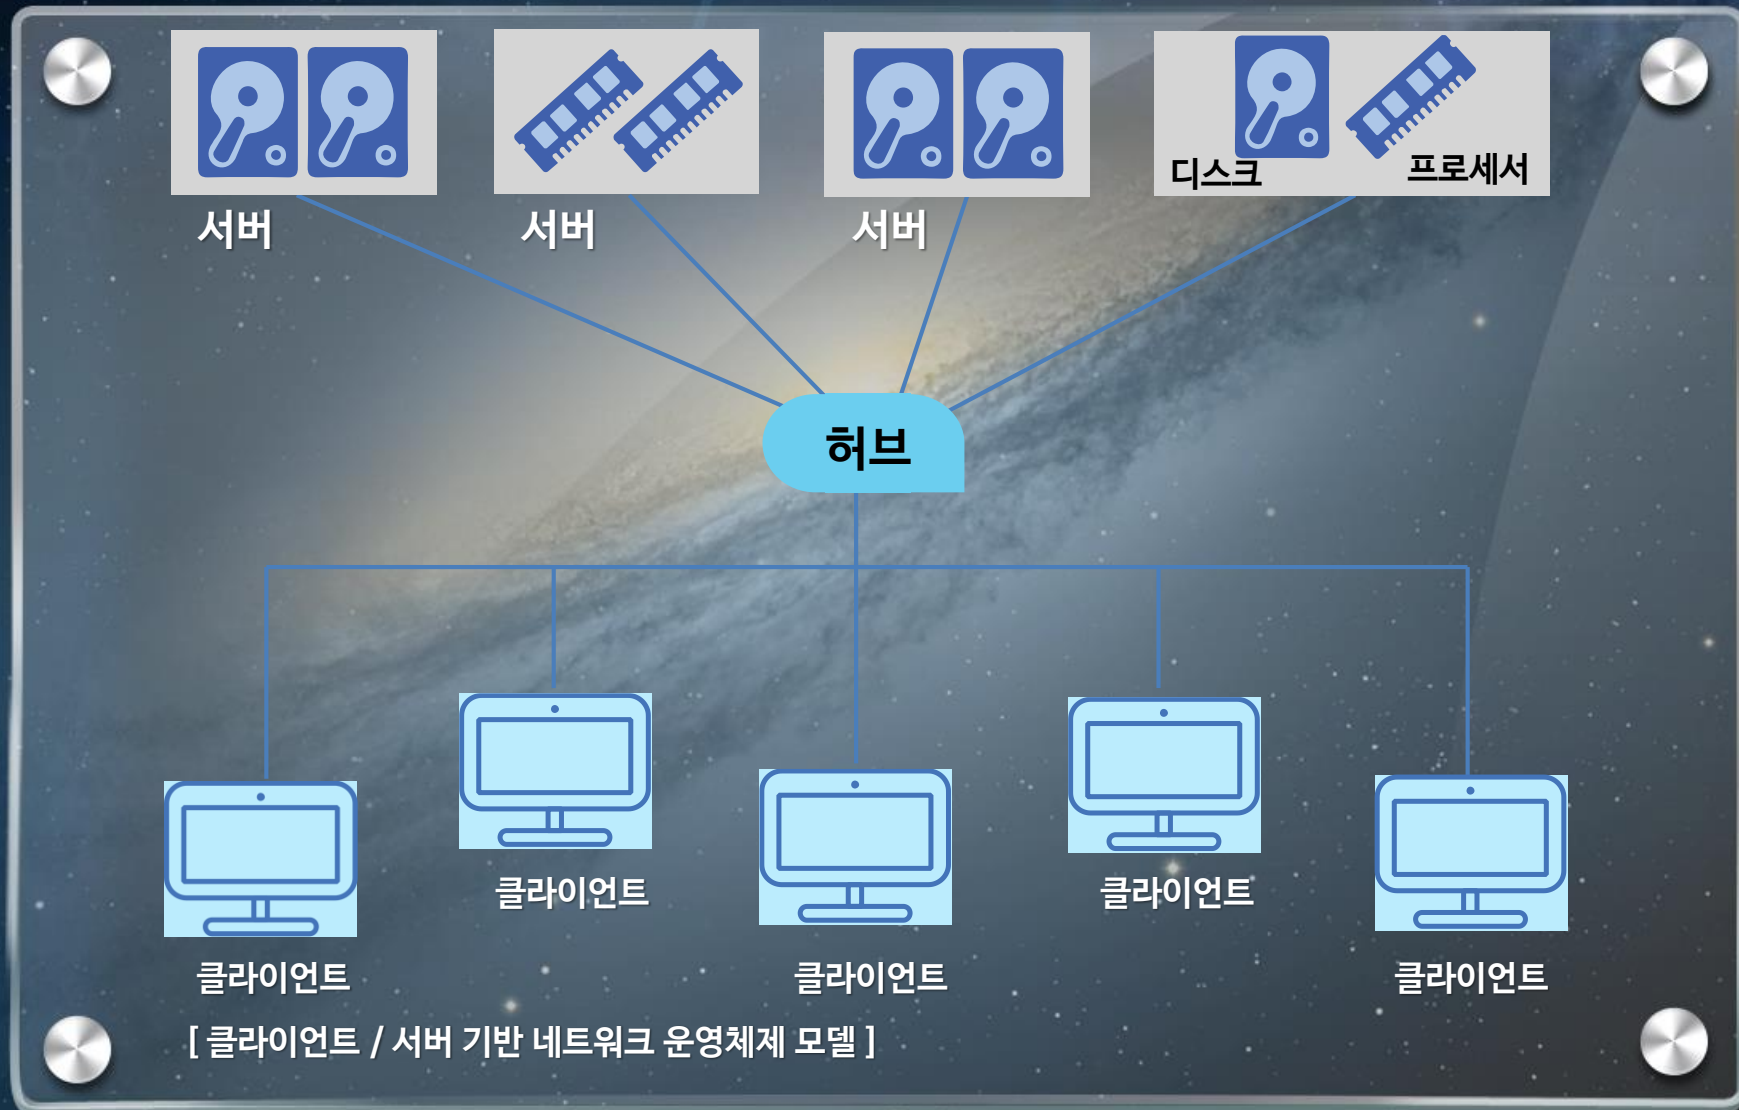 디스크
프로세서
서버
서버
서버
허브
클라이언트
클라이언트
클라이언트
클라이언트
클라이언트
[ 클라이언트 / 서버 기반 네트워크 운영체제 모델 ]